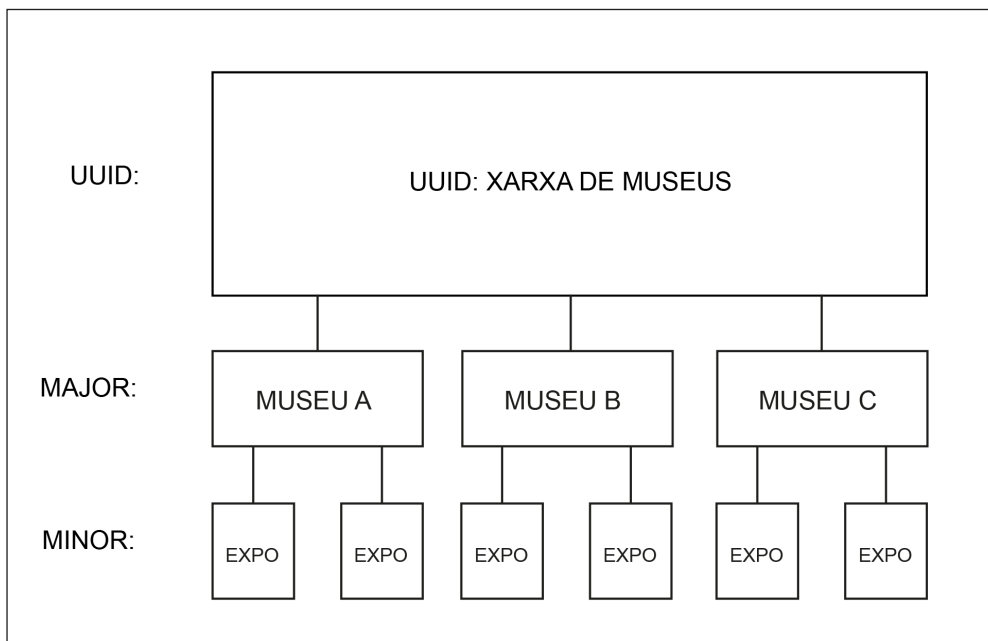 UUID:
UUID: XARXA DE MUSEUS
MAJOR:
MUSEU A
MUSEU B
MUSEU C
MINOR:
EXPO
EXPO
EXPO
EXPO
EXPO
EXPO